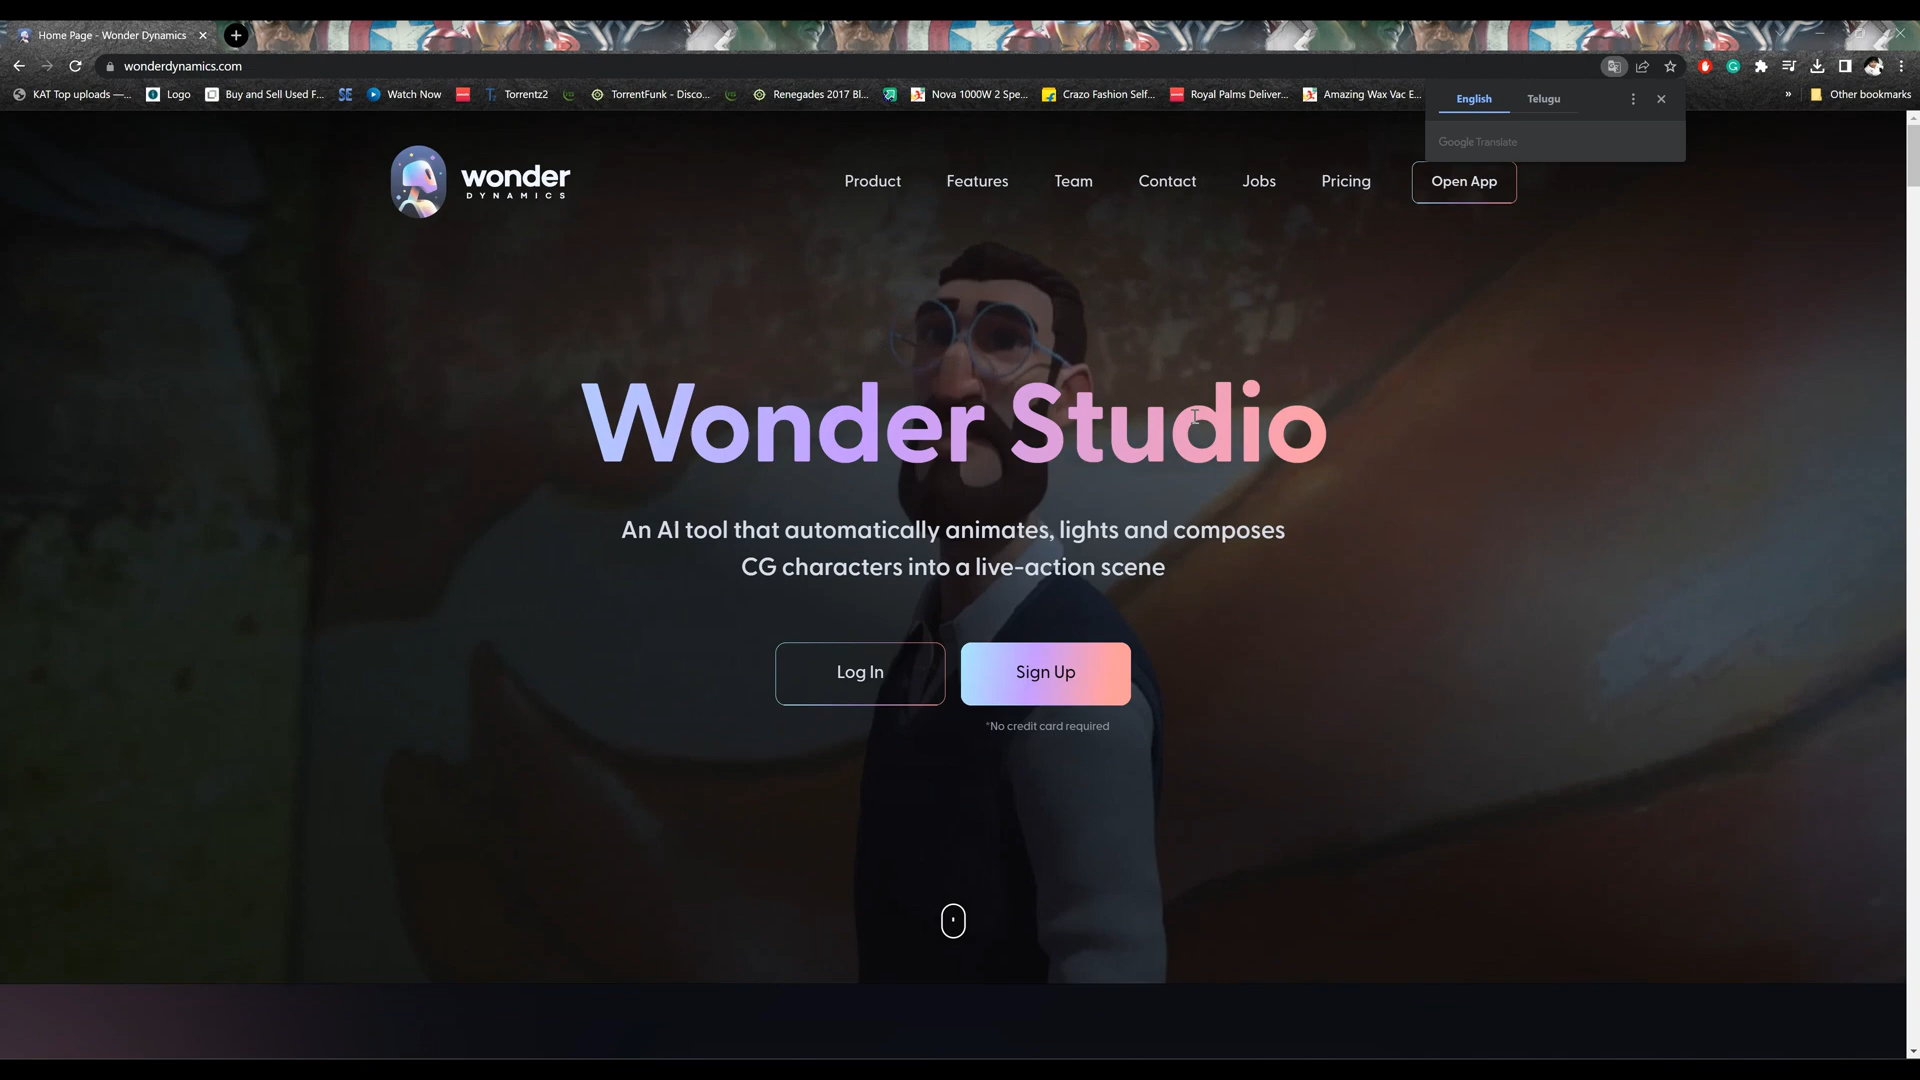 Home Page - Wonder Dynamics
wonderdynamics.com
KAT Top uploads —...
Logo
Buy and Sell Used F...
SE
Watch Now
Torrentz2
TorrentFunk - Disco...
Renegades 2017 Bl...
Nova 1000W 2 Spe...
Crazo Fashion Self...
Royal Palms Deliver...
Amazing Wax Vac E...
»
Other bookmarks
English
Telugu
Google Translate
wonder
DYNAMICS
Product
Features
Team
Contact
Jobs
Pricing
Open App
Wonder Studio
An AI tool that automatically animates, lights and composes
CG characters into a live-action scene
Log In
Sign Up
*No credit card required